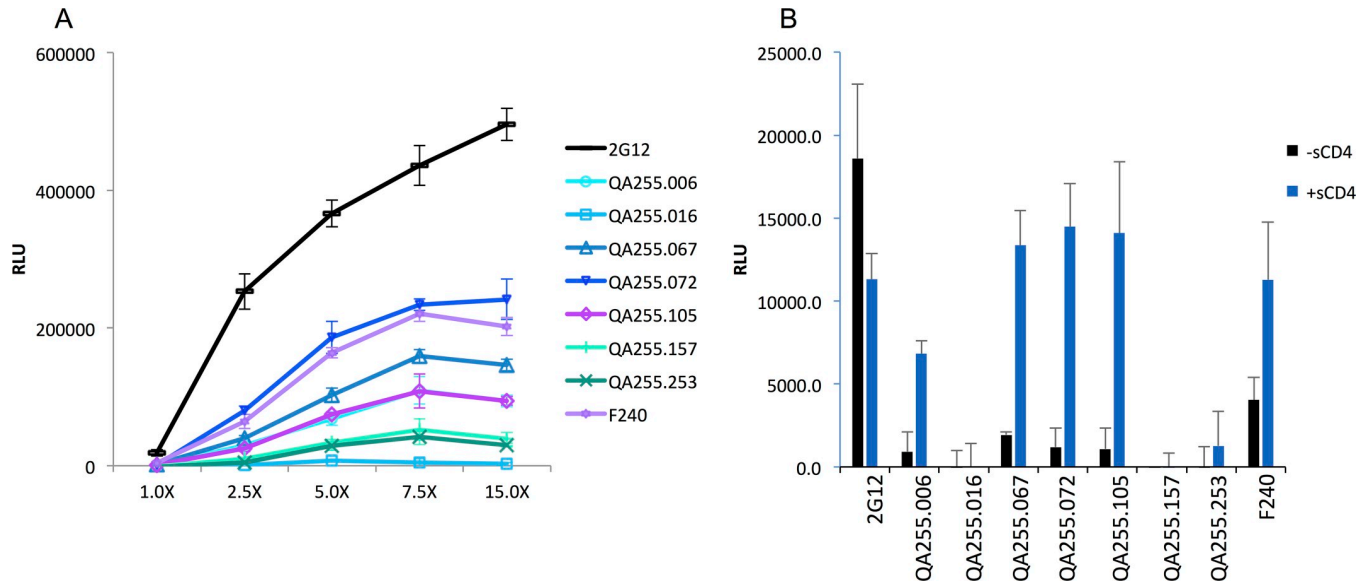 A
600000
400000
200000
0
RLU
1.0X
2.5X
5.0X
7.5X
15.0X
2G12
QA255.006
QA255.016
QA255.067
QA255.072
QA255.105
QA255.157
QA255.253
F240
B
25000.0
20000.0
15000.0
10000.0
5000.0
0.0
RLU
2G12
QA255.006
QA255.016
QA255.067
QA255.072
QA255.105
QA255.157
QA255.253
F240
-sCD4
+sCD4